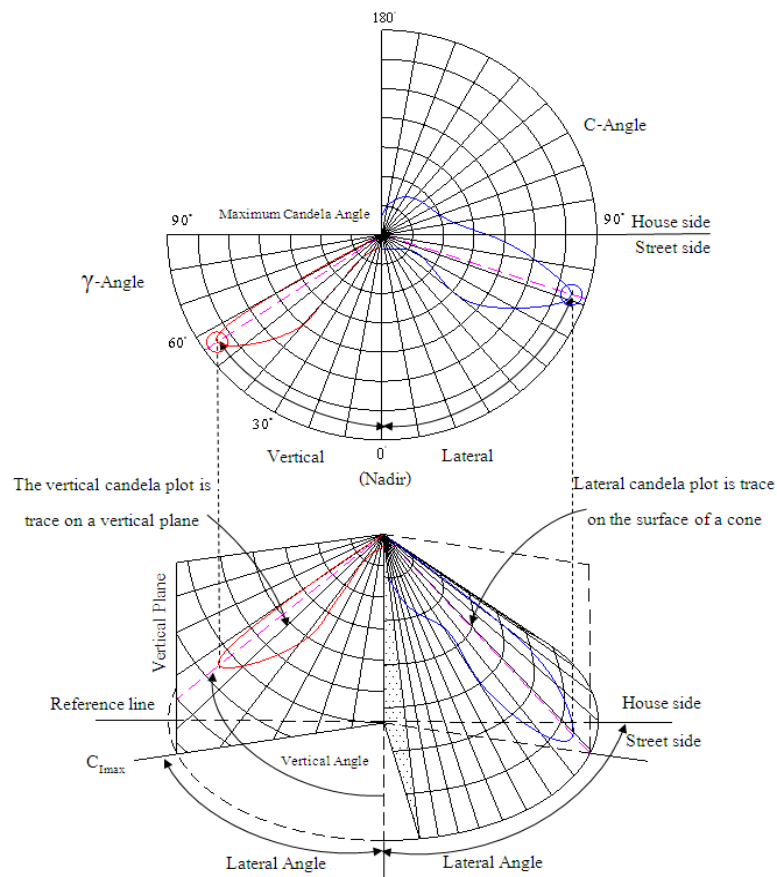 180°
C-Angle
Maximum Candela Angle
90°
90°
House side
Street side
γ-Angle
60°
30°
Vertical
0°
Lateral
(Nadir)
The vertical candela plot is
trace on a vertical plane
Lateral candela plot is trace
on the surface of a cone
Vertical Plane
Reference line
House side
Street side
C_Imax
Vertical Angle
Lateral Angle
Lateral Angle